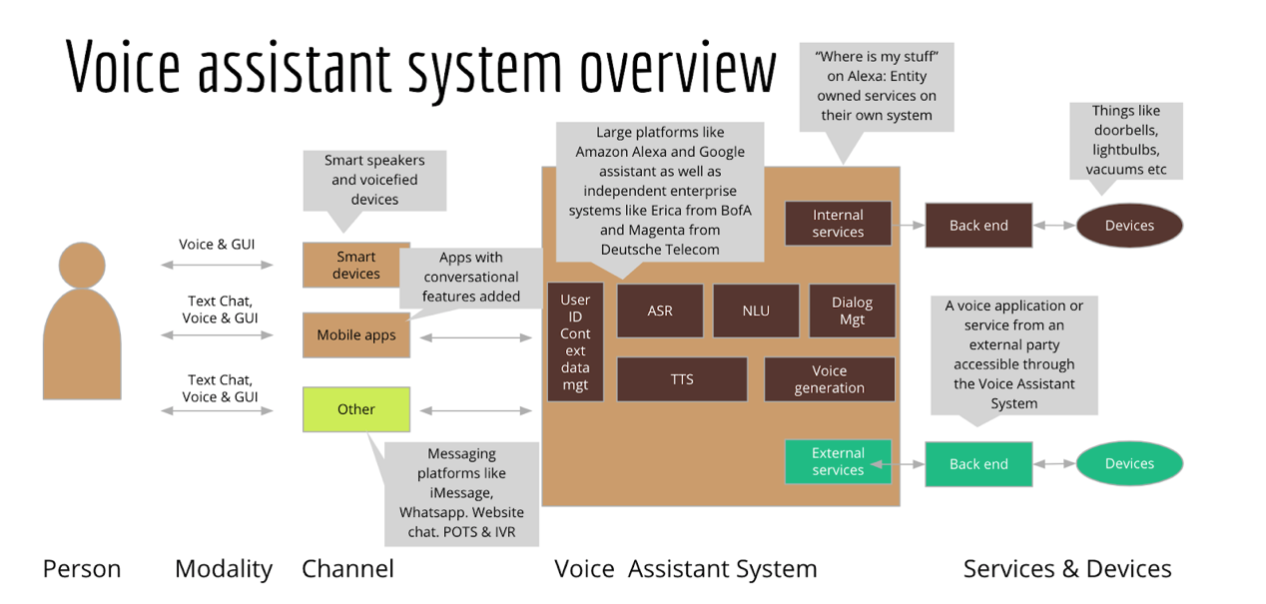 Voice assistant system overview
"Where is my stuff"
on Alexa: Entity
owned services on
their own system
Things like
doorbells,
lightbulbs,
vacuums etc
Large platforms like
Amazon Alexa and Google
assistant as well as
independent enterprise
systems like Erica from BofA
and Magenta from
Deutsche Telecom
Smart speakers
and voicefied
devices
Voice & GUI
Smart
devices
Apps with
conversational
features added
Internal
services
Back end
Devices
Text Chat,
Voice & GUI
Mobile apps
User
ID
Cont
ext
data
mgt
ASR
NLU
Dialog
Mgt
TTS
Voice
generation
A voice application or
service from an
external party
accessible through
the Voice Assistant
System
Text Chat,
Voice & GUI
Other
Messaging
platforms like
iMessage,
Whatsapp. Website
chat. POTS & IVR
External
services
Back end
Devices
Person
Modality
Channel
Voice Assistant System
Services & Devices